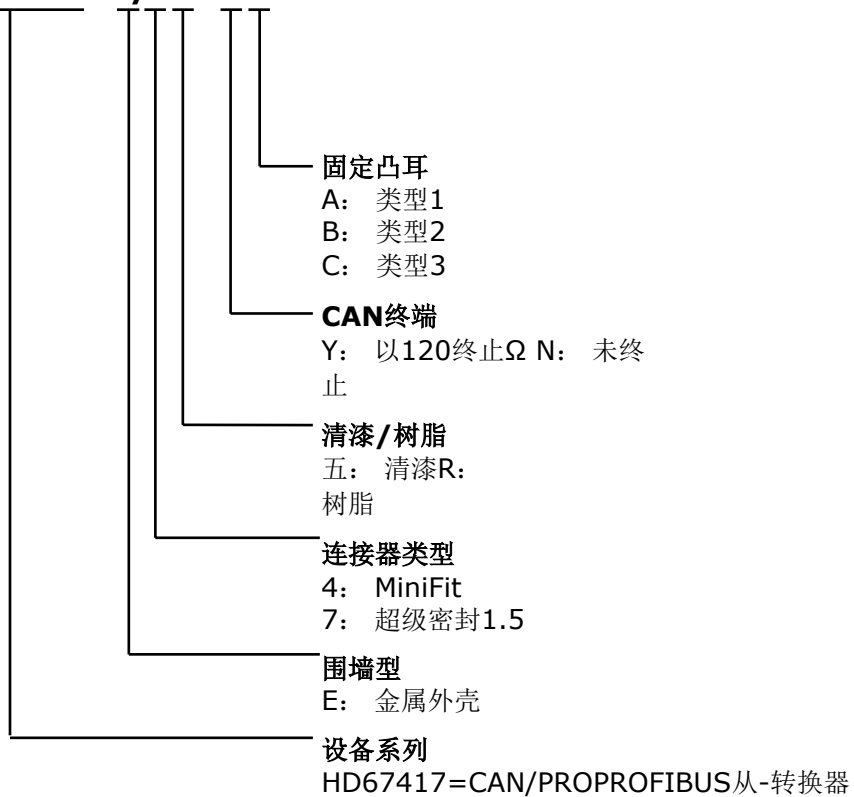 固定凸耳
A： 类型1
B： 类型2
C： 类型3
CAN终端
Y： 以120终止Ω N： 未终
止
清漆/树脂
五： 清漆R：
树脂
连接器类型
4： MiniFit
7： 超级密封1.5
围墙型
E： 金属外壳
设备系列
HD67417=CAN/PROPROFIBUS从-转换器